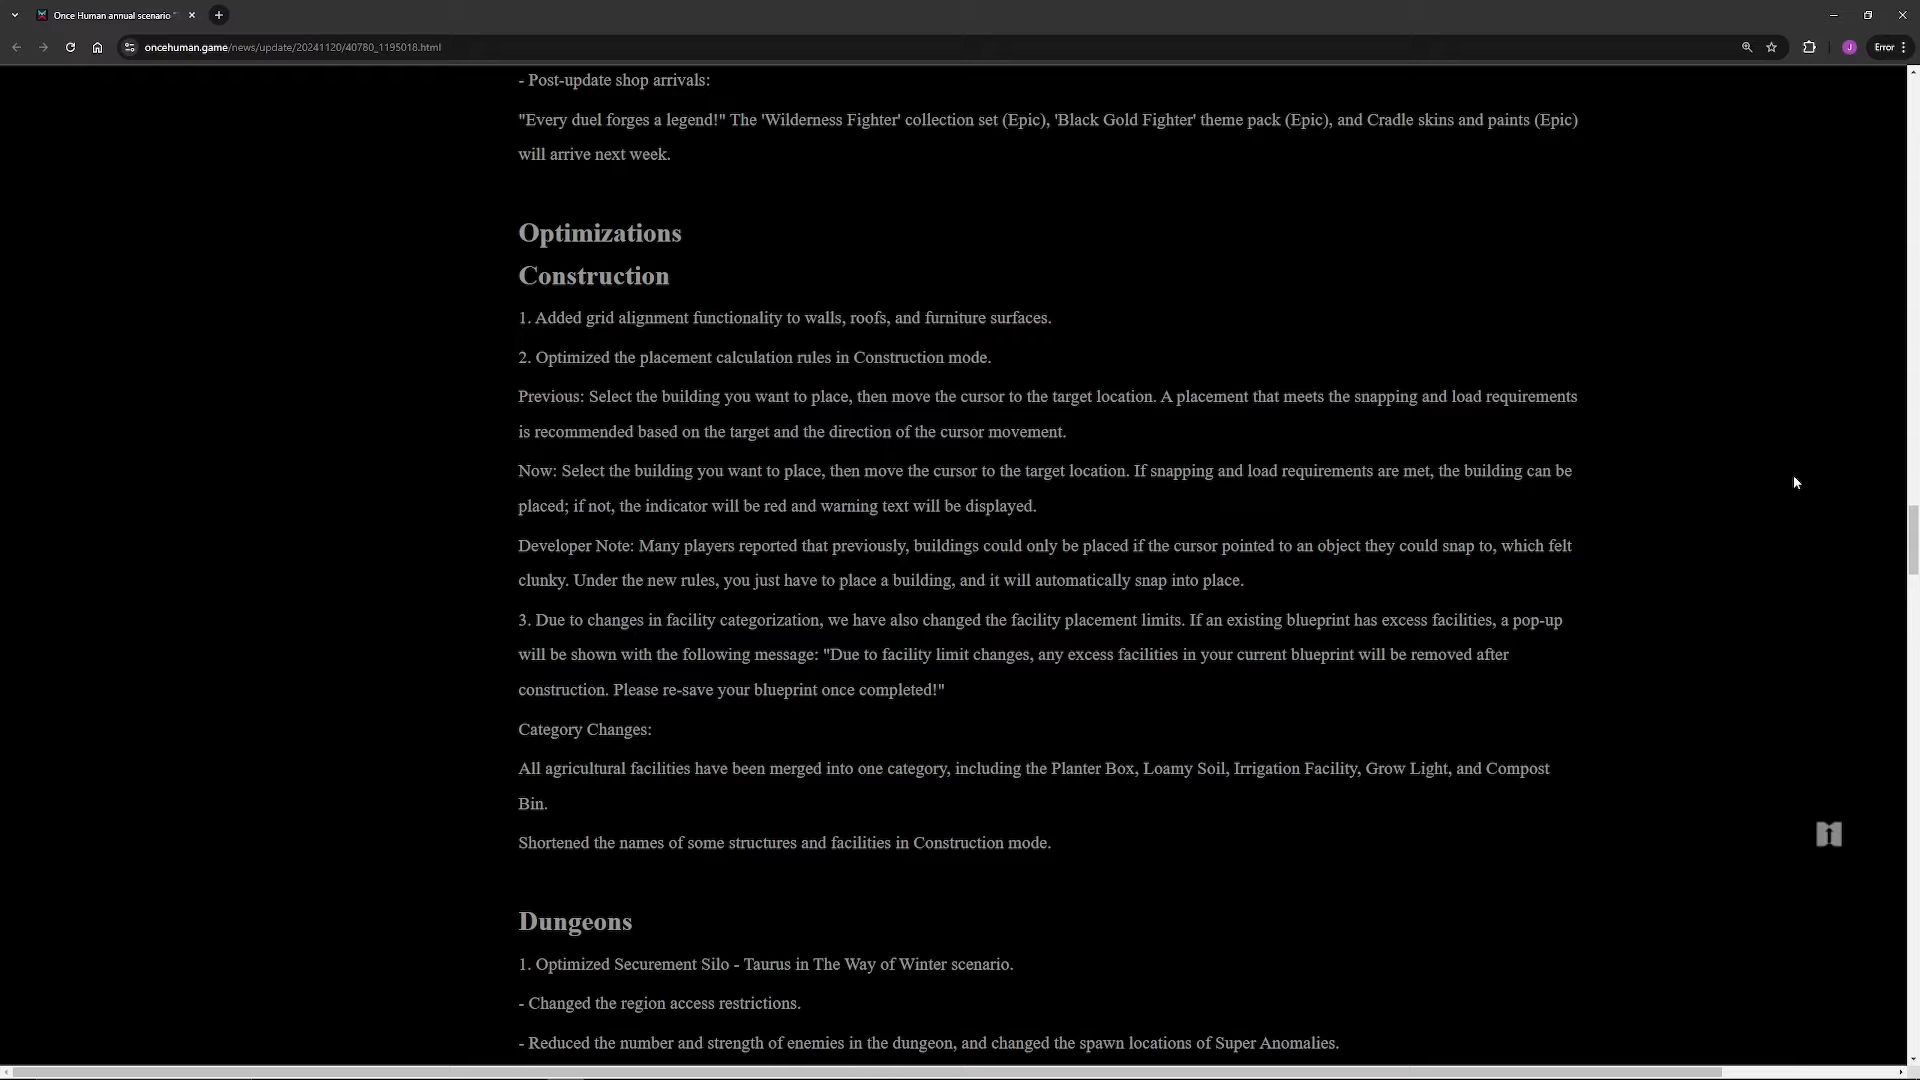 Once Human annual scenario
Error
oncehuman.game/news/update/20241120/40780_1195018.html
J
- Post-update shop arrivals:
"Every duel forges a legend!" The 'Wilderness Fighter' collection set (Epic), 'Black Gold Fighter' theme pack (Epic), and Cradle skins and paints (Epic)
will arrive next week.
Optimizations
Construction
1. Added grid alignment functionality to walls, roofs, and furniture surfaces.
2. Optimized the placement calculation rules in Construction mode.
Previous: Select the building you want to place, then move the cursor to the target location. A placement that meets the snapping and load requirements
is recommended based on the target and the direction of the cursor movement.
Now: Select the building you want to place, then move the cursor to the target location. If snapping and load requirements are met, the building can be
placed; if not, the indicator will be red and warning text will be displayed.
Developer Note: Many players reported that previously, buildings could only be placed if the cursor pointed to an object they could snap to, which felt
clunky. Under the new rules, you just have to place a building, and it will automatically snap into place.
3. Due to changes in facility categorization, we have also changed the facility placement limits. If an existing blueprint has excess facilities, a pop-up
will be shown with the following message: "Due to facility limit changes, any excess facilities in your current blueprint will be removed after
construction. Please re-save your blueprint once completed!"
Category Changes:
All agricultural facilities have been merged into one category, including the Planter Box, Loamy Soil, Irrigation Facility, Grow Light, and Compost
Bin.
Shortened the names of some structures and facilities in Construction mode.
Dungeons
1. Optimized Securement Silo - Taurus in The Way of Winter scenario.
- Changed the region access restrictions.
- Reduced the number and strength of enemies in the dungeon, and changed the spawn locations of Super Anomalies.